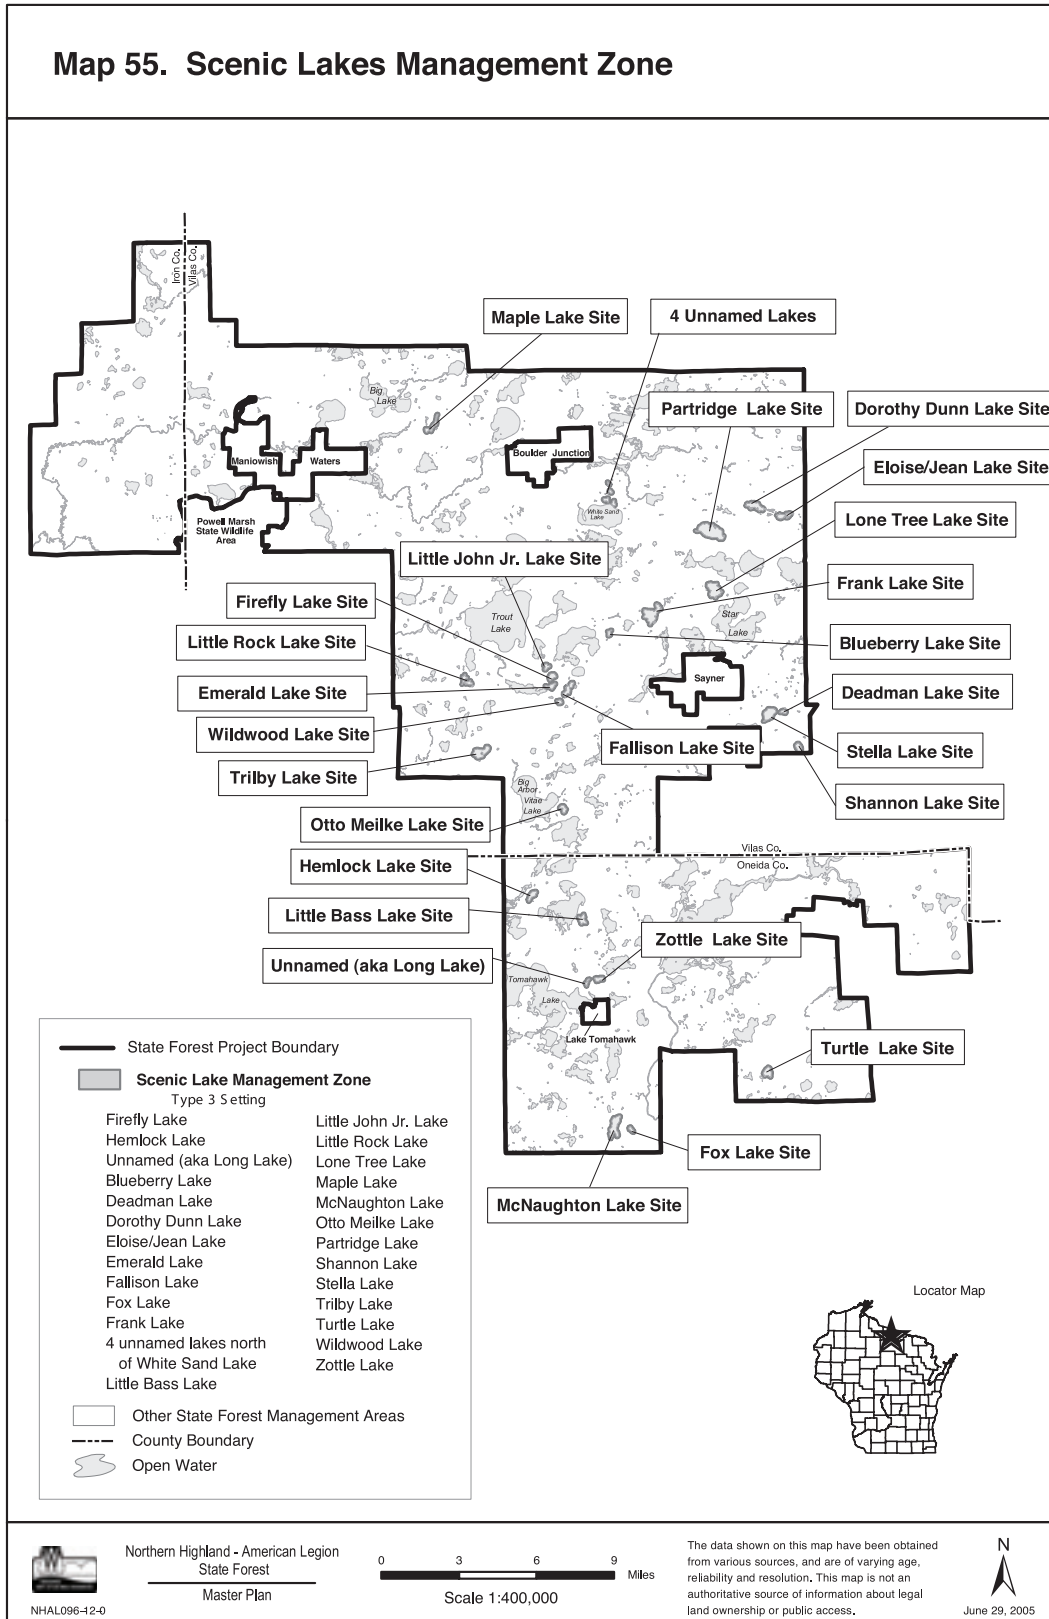 Map 55. Scenic Lakes Management Zone
Iron Co.
Vilas Co.
Maple Lake Site
4 Unnamed Lakes
Big
Lake
Partridge Lake Site
Dorothy Dunn Lake Site
Maniowish
Waters
Boulder Junction
Eloise/Jean Lake Site
White Sand
Lake
Powell Marsh
State Wildlife
Area
Lone Tree Lake Site
Little John Jr. Lake Site
Frank Lake Site
Firefly Lake Site
Trout
Lake
Star
Lake
Little Rock Lake Site
Blueberry Lake Site
Sayner
Emerald Lake Site
Deadman Lake Site
Wildwood Lake Site
Fallison Lake Site
Stella Lake Site
Trilby Lake Site
Big
Arbor
Vitae
Lake
Shannon Lake Site
Otto Meilke Lake Site
Vilas Co.
Oneida Co.
Hemlock Lake Site
Little Bass Lake Site
Zottle Lake Site
Unnamed (aka Long Lake)
Tomahawk
Lake
Lake Tomahawk
Turtle Lake Site
Fox Lake Site
McNaughton Lake Site
State Forest Project Boundary
Scenic Lake Management Zone
Type 3 Setting
Firefly Lake
Hemlock Lake
Unnamed (aka Long Lake)
Blueberry Lake
Deadman Lake
Dorothy Dunn Lake
Eloise/Jean Lake
Emerald Lake
Fallison Lake
Fox Lake
Frank Lake
4 unnamed lakes north
of White Sand Lake
Little Bass Lake
Little John Jr. Lake
Little Rock Lake
Lone Tree Lake
Maple Lake
McNaughton Lake
Otto Meilke Lake
Partridge Lake
Shannon Lake
Stella Lake
Trilby Lake
Turtle Lake
Wildwood Lake
Zottle Lake
Other State Forest Management Areas
County Boundary
Open Water
Locator Map
NHAL096-12-0
Northern Highland - American Legion
State Forest
Master Plan
0 3 6 9
Miles
Scale 1:400,000
The data shown on this map have been obtained
from various sources, and are of varying age,
reliability and resolution. This map is not an
authoritative source of information about legal
land ownership or public access.
N
June 29, 2005